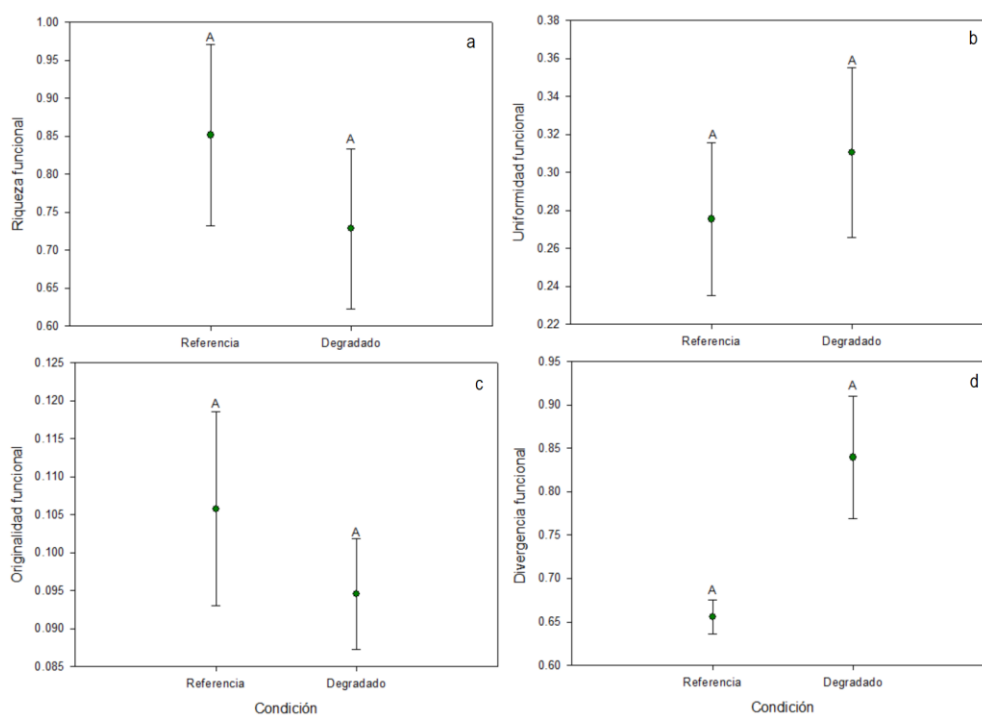 a
Riqueza funcional
1.00
0.95
0.90
0.85
0.80
0.75
0.70
0.65
0.60
A
A
Referencia
Degradado
b
Uniformidad funcional
0.38
0.36
0.34
0.32
0.30
0.28
0.26
0.24
0.22
A
A
Referencia
Degradado
c
Originalidad funcional
0.125
0.120
0.115
0.110
0.105
0.100
0.095
0.090
0.085
A
A
Referencia
Degradado
Condición
d
Divergencia funcional
0.95
0.90
0.85
0.80
0.75
0.70
0.65
0.60
A
A
Referencia
Degradado
Condición